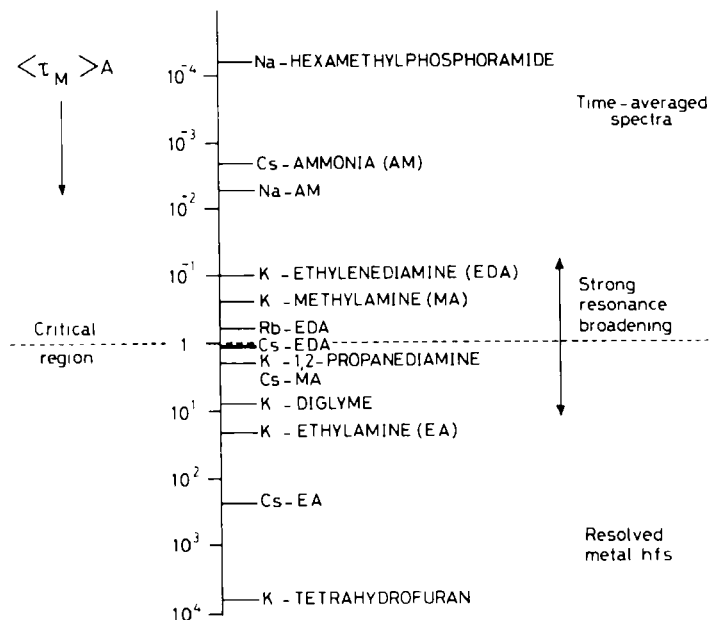 <τ_M>A
10⁻⁴
10⁻³
10⁻²
10⁻¹
1
10¹
10²
10³
10⁴
Na-HEXAMETHYLPHOSPHORAMIDE
Cs-AMMONIA (AM)
Na-AM
K - ETHYLENEDIAMINE (EDA)
K - METHYLAMINE (MA)
Rb-EDA
Cs-EDA
K - 1,2-PROPANEDIAMINE
Cs-MA
K - DIGLYME
K - ETHYLAMINE (EA)
Cs-EA
K - TETRAHYDROFURAN
Critical
region
Time-averaged
spectra
Strong
resonance
broadening
Resolved
metal hfs